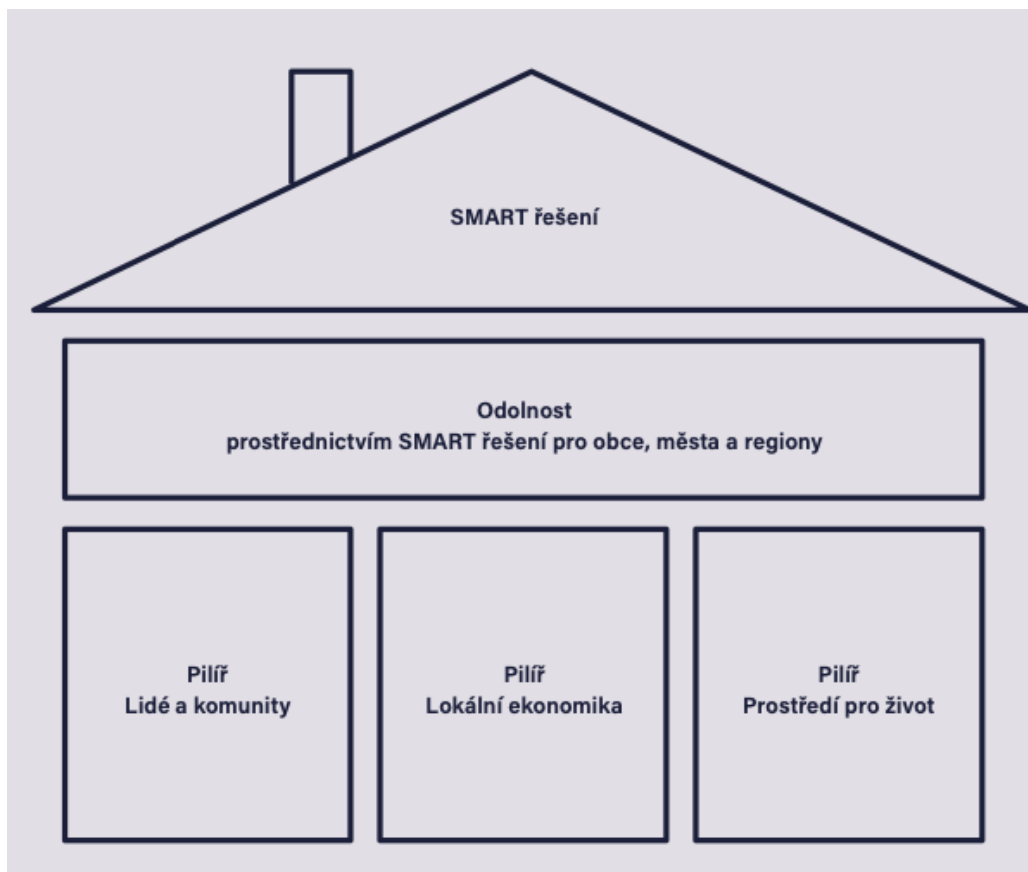 SMART řešení
Odolnost
prostřednictvím SMART řešení pro obce, města a regiony
Pilíř
Lidé a komunity
Pilíř
Lokální ekonomika
Pilíř
Prostředí pro život